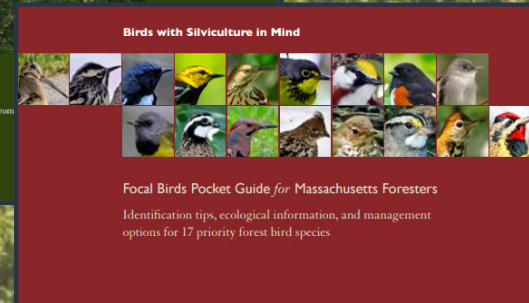 Birds with Silviculture in Mind
rom
Focal Birds Pocket Guide for Massachusetts Foresters
Identification tips, ecological information, and management
options for 17 priority forest bird species